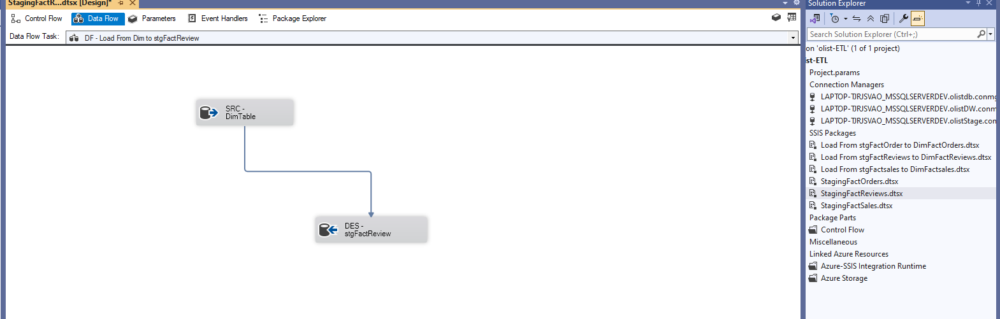 StagingFactR...dtsx [Design]*
Control Flow
Data Flow
Parameters
Event Handlers
Package Explorer
Data Flow Task:
DF - Load From Dim to stgFactReview
SRC -
DimTable
DES -
stgFactReview
Solution Explorer
Search Solution Explorer (Ctrl+;)
on 'olist-ETL' (1 of 1 project)
ist-ETL
Project.params
Connection Managers
LAPTOP-TJRJSVAO_MSSQLSERVERDEV.olistdb.conmg
LAPTOP-TJRJSVAO_MSSQLSERVERDEV.olistDW.conm
LAPTOP-TJRJSVAO_MSSQLSERVERDEV.olistStage.con
SSIS Packages
Load From stgFactOrder to DimFactOrders.dtsx
Load From stgFactReviews to DimFactReviews.dtsx
Load From stgFactsales to DimFactsales.dtsx
StagingFactOrders.dtsx
StagingFactReviews.dtsx
StagingFactSales.dtsx
Package Parts
Control Flow
Miscellaneous
Linked Azure Resources
Azure-SSIS Integration Runtime
Azure Storage